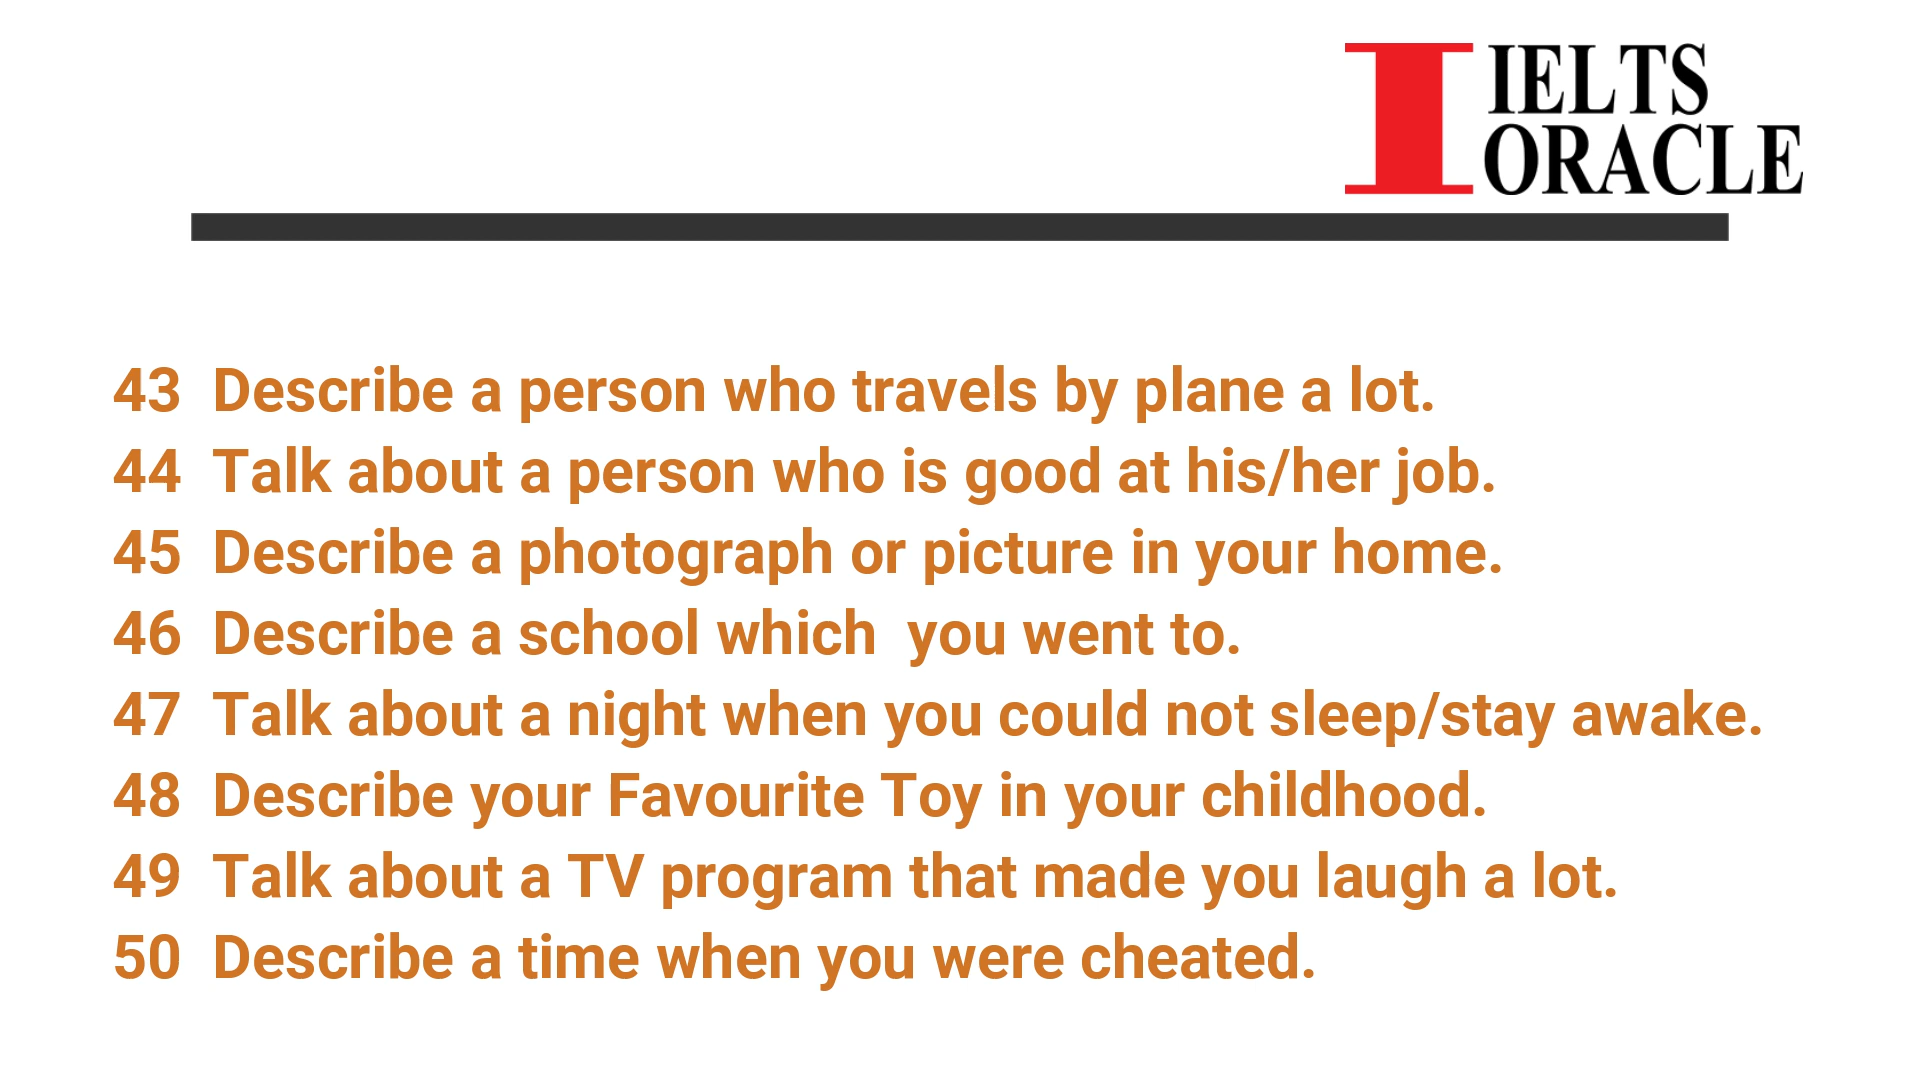 IELTS
ORACLE
43 Describe a person who travels by plane a lot.
44 Talk about a person who is good at his/her job.
45 Describe a photograph or picture in your home.
46 Describe a school which  you went to.
47 Talk about a night when you could not sleep/stay awake.
48 Describe your Favourite Toy in your childhood.
49 Talk about a TV program that made you laugh a lot.
50 Describe a time when you were cheated.